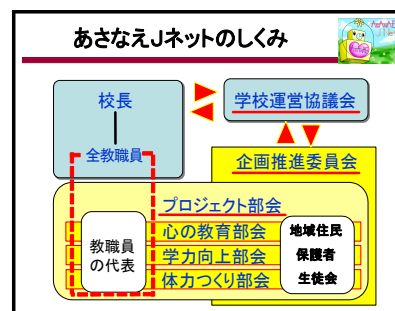 あさなえJネットのしくみ
校長
学校運営協議会
全教職員
企画推進委員会
プロジェクト部会
心の教育部会
学力向上部会
体力つくり部会
教職員
の代表
地域住民
保護者
生徒会